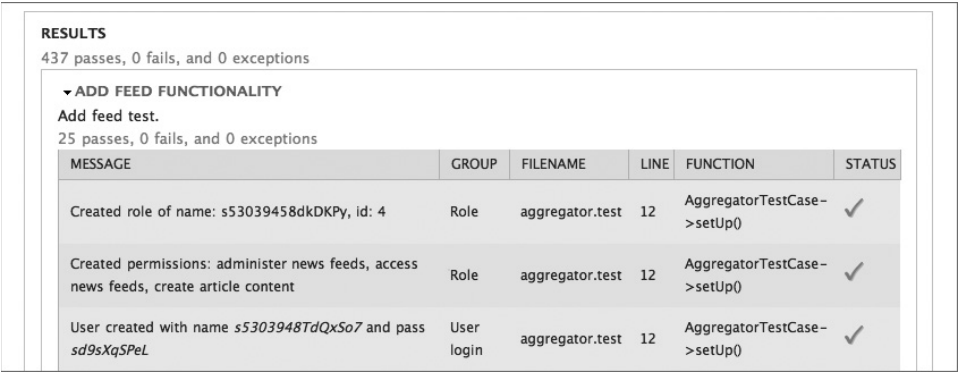 RESULTS
437 passes, 0 fails, and 0 exceptions
ADD FEED FUNCTIONALITY
Add feed test.
25 passes, 0 fails, and 0 exceptions
MESSAGE GROUP FILENAME LINE FUNCTION STATUS
Created role of name: s53039458dkDKPy, id: 4 Role aggregator.test 12 AggregatorTestCase-
>setUp()
Created permissions: administer news feeds, access
news feeds, create article content Role aggregator.test 12 AggregatorTestCase-
>setUp()
User created with name s5303948TdQxSo7 and pass
sd9sXqSPeL User
login aggregator.test 12 AggregatorTestCase-
>setUp()